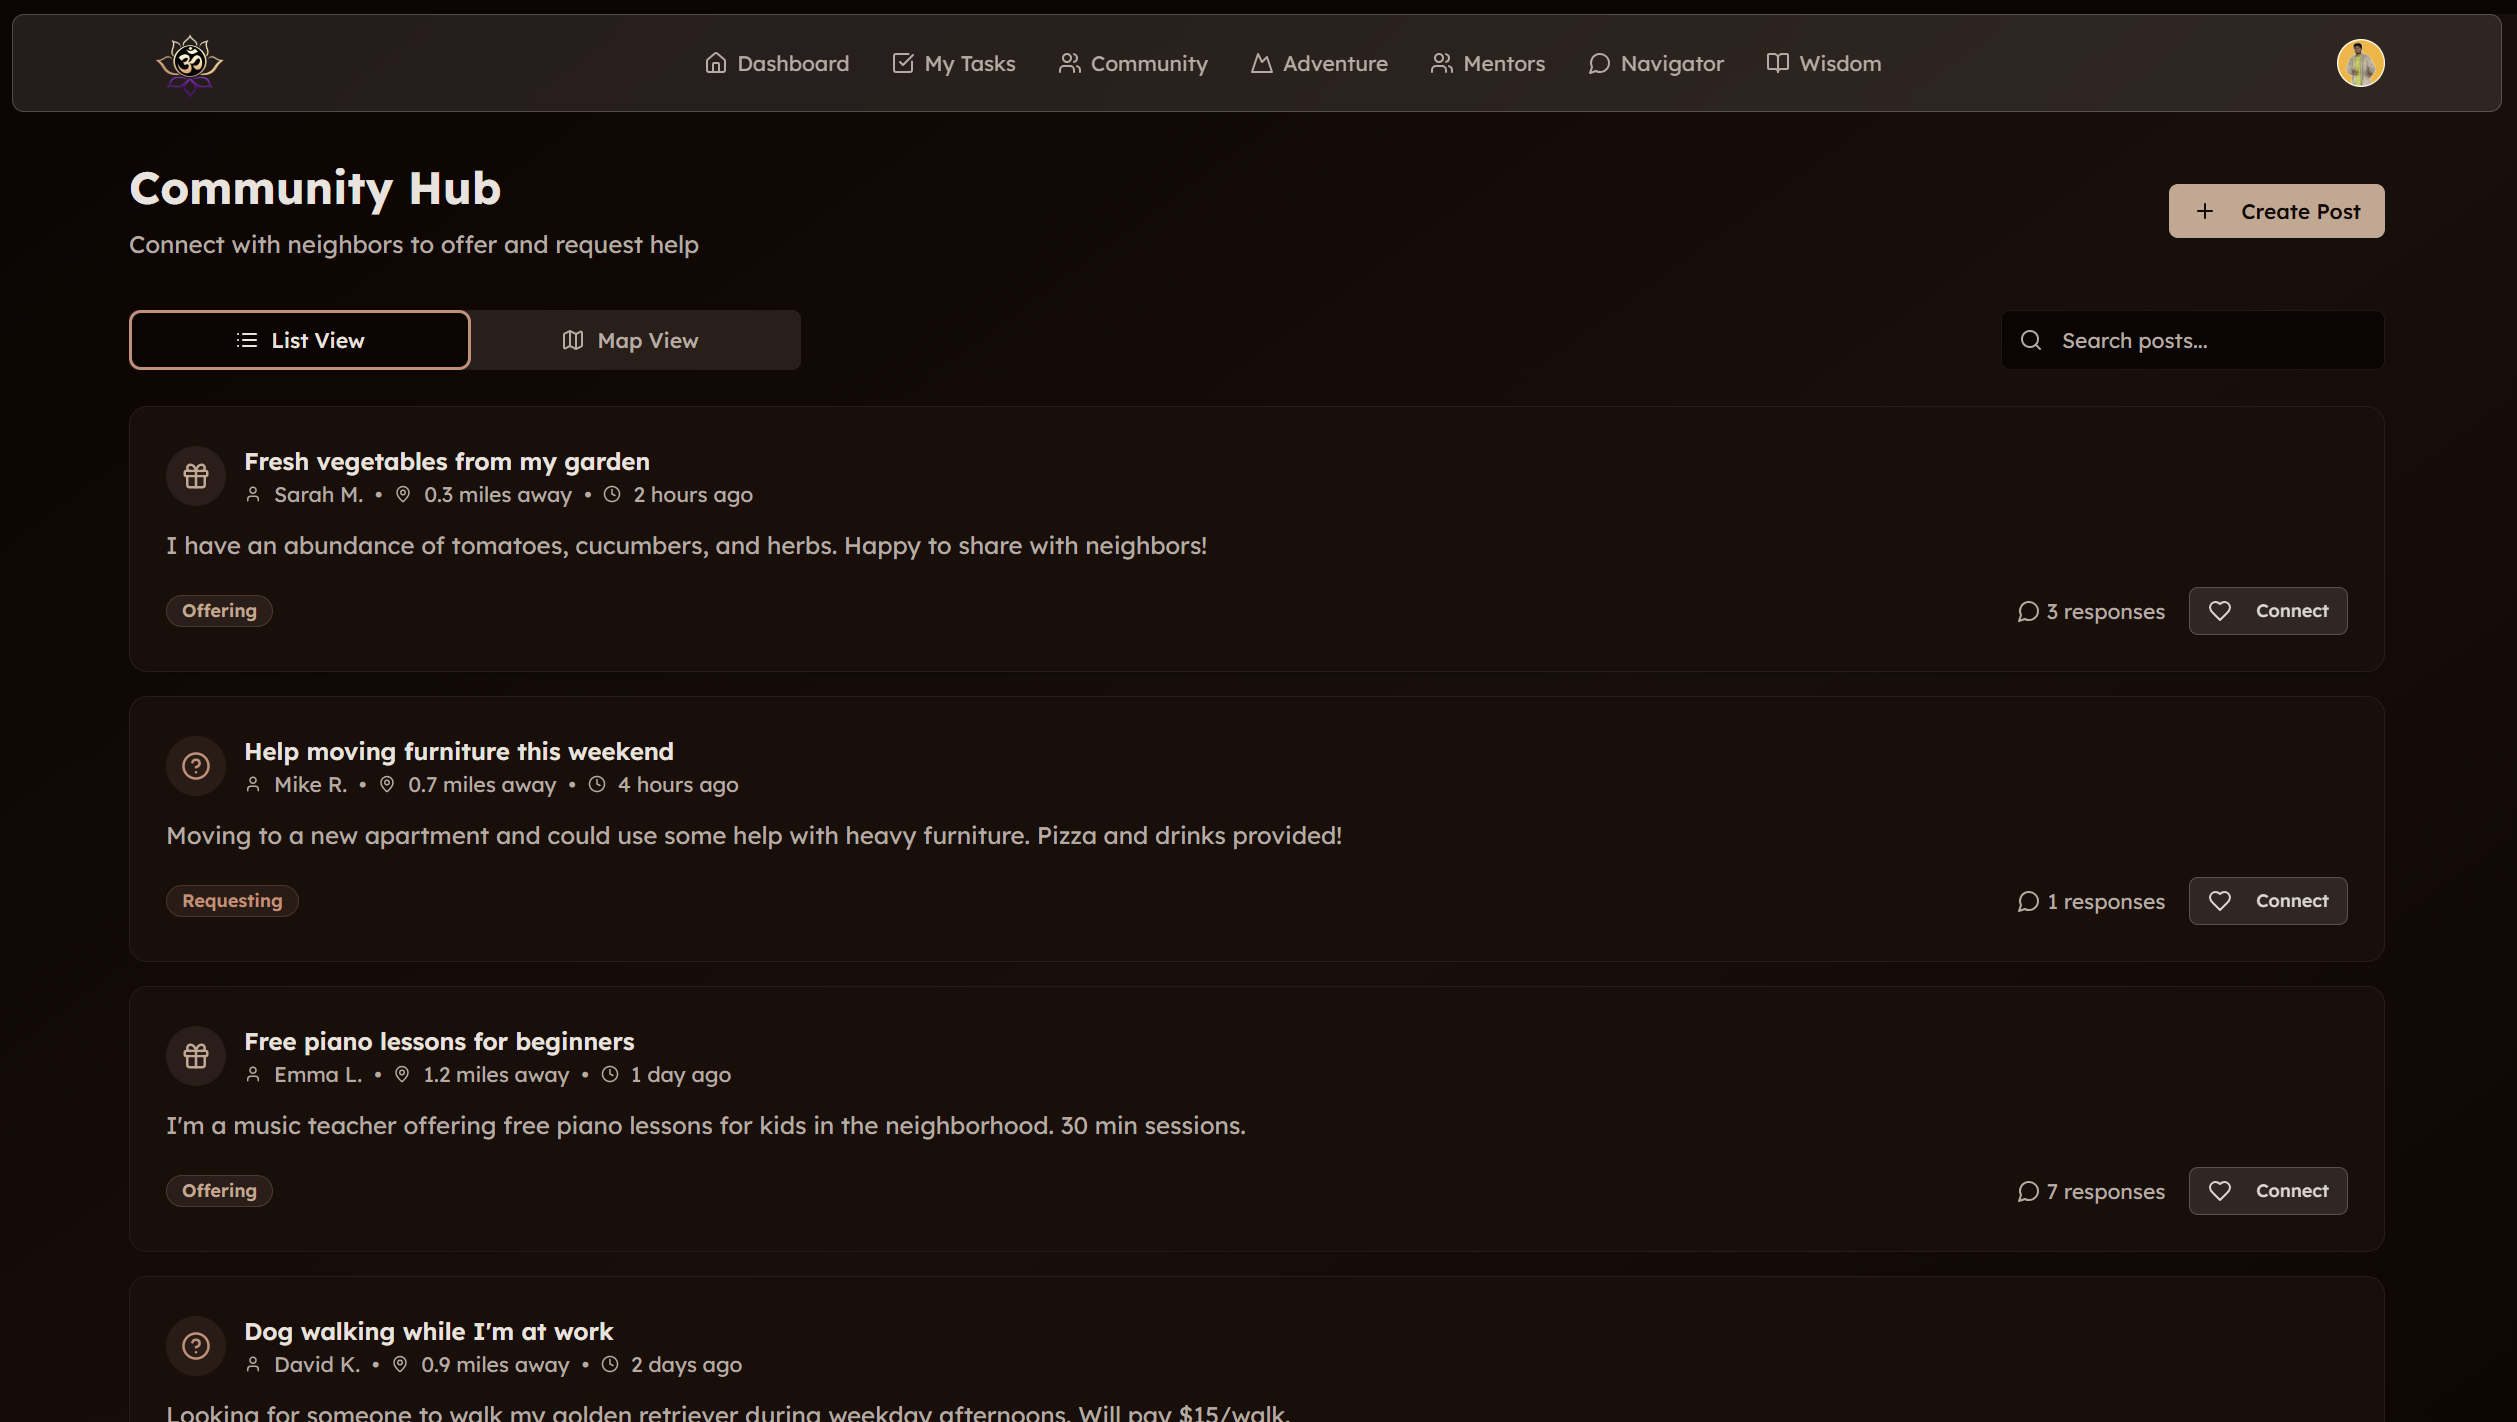 ॐ
Dashboard My Tasks Community Adventure Mentors Navigator Wisdom
Community Hub
Connect with neighbors to offer and request help
Create Post
List View Map View
Search posts...
Fresh vegetables from my garden
Sarah M. • 0.3 miles away • 2 hours ago
I have an abundance of tomatoes, cucumbers, and herbs. Happy to share with neighbors!
Offering 3 responses Connect
Help moving furniture this weekend
Mike R. • 0.7 miles away • 4 hours ago
Moving to a new apartment and could use some help with heavy furniture. Pizza and drinks provided!
Requesting 1 responses Connect
Free piano lessons for beginners
Emma L. • 1.2 miles away • 1 day ago
I'm a music teacher offering free piano lessons for kids in the neighborhood. 30 min sessions.
Offering 7 responses Connect
Dog walking while I'm at work
David K. • 0.9 miles away • 2 days ago
Looking for someone to walk my golden retriever during weekday afternoons. Will pay $15/walk.